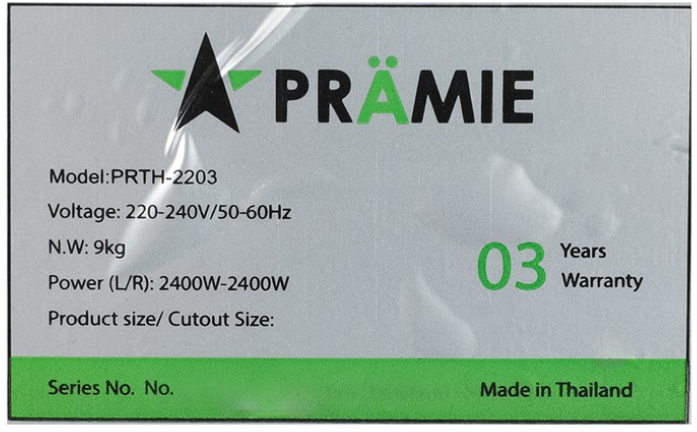 PRÄMIE
Model:PRTH-2203
Voltage: 220-240V/50-60Hz
N.W: 9kg
Power (L/R): 2400W-2400W
Product size/ Cutout Size:
03 Years
Warranty
Series No. No.
Made in Thailand